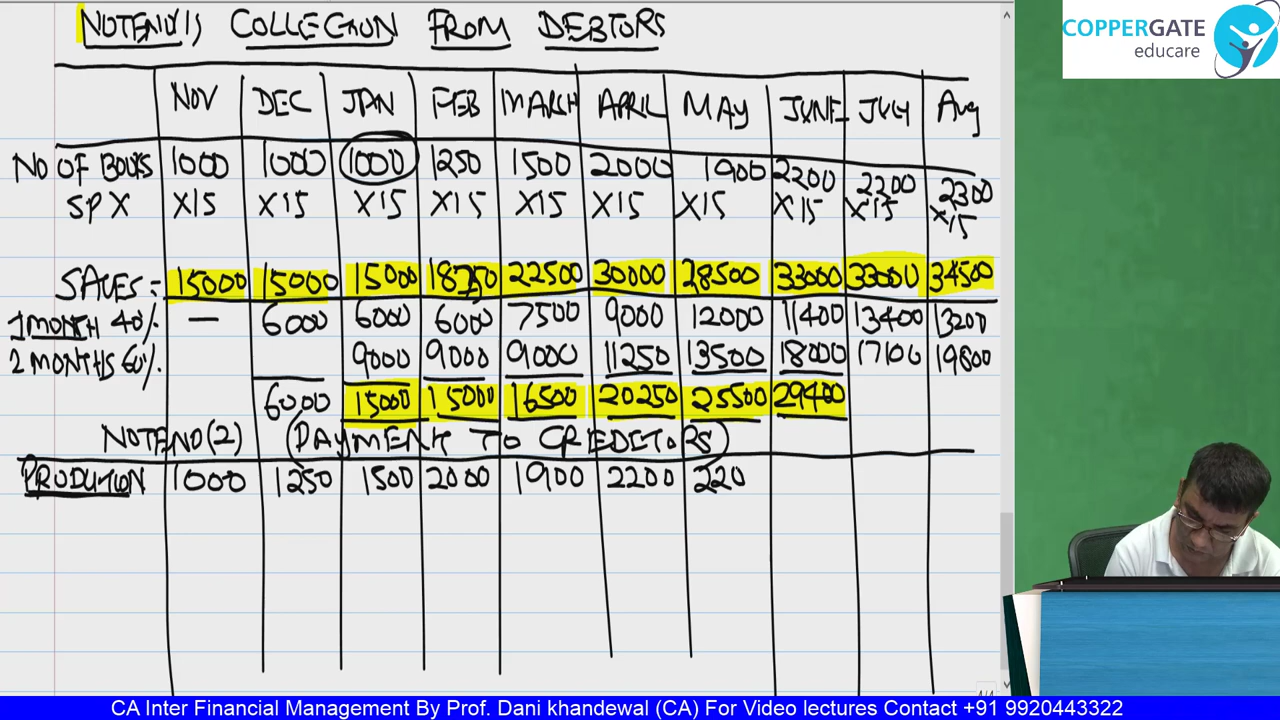 NOTENO(1) COLLECTION FROM DEBTORS
COPPERGATE
educare
NOV DEC JAN FEB MARCH APRIL MAY JUNE JULY Aug
NO OF BOOKS 1000 1000 1000 1250 1500 2000 1900 2200 2200 2300
SP X X15 X15 X15 X15 X15 X15 X15 X15 X15 X15
SALES = 15000 15000 15000 18750 22500 30000 28500 33000 33000 34500
1 MONTH 40% — 6000 6000 6000 7500 9000 12000 11400 13400 13200
2 MONTHS 60% 9000 9000 9000 11250 13500 18000 17100 19800
6000 15000 15000 16500 20250 25500 29400
NOTENO(2) (PAYMENT TO CREDETORS)
PRODUTION 1000 1250 1500 2000 1900 2200 220
4/4
CA Inter Financial Management By Prof. Dani khandewal (CA) For Video lectures Contact +91 9920443322